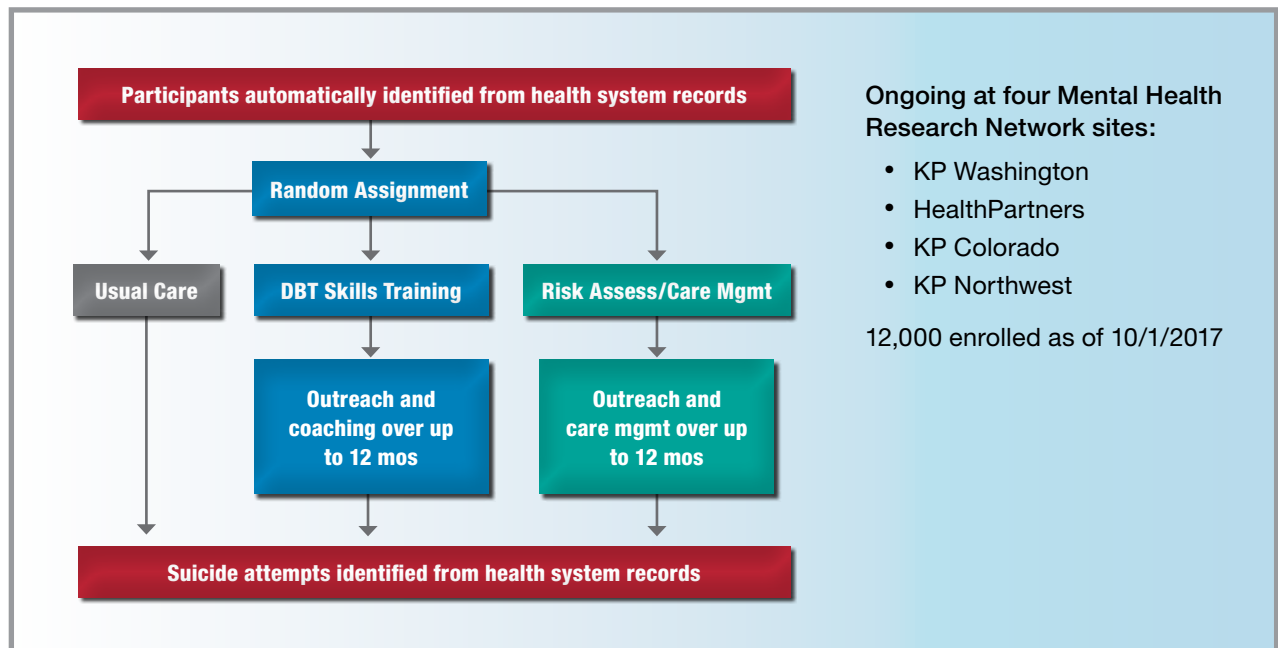 Participants automatically identified from health system records
Random Assignment
Usual Care
DBT Skills Training
Risk Assess/Care Mgmt
Outreach and
coaching over up
to 12 mos
Outreach and
care mgmt over up
to 12 mos
Suicide attempts identified from health system records
Ongoing at four Mental Health
Research Network sites:
• KP Washington
• HealthPartners
• KP Colorado
• KP Northwest
12,000 enrolled as of 10/1/2017